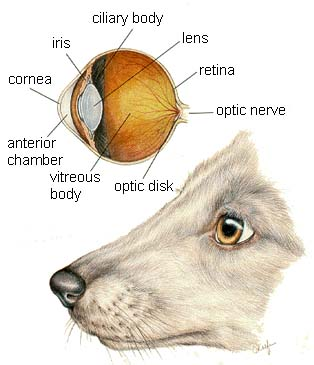 ciliary body
iris
lens
cornea
retina
optic nerve
anterior
chamber
vitreous
body
optic disk